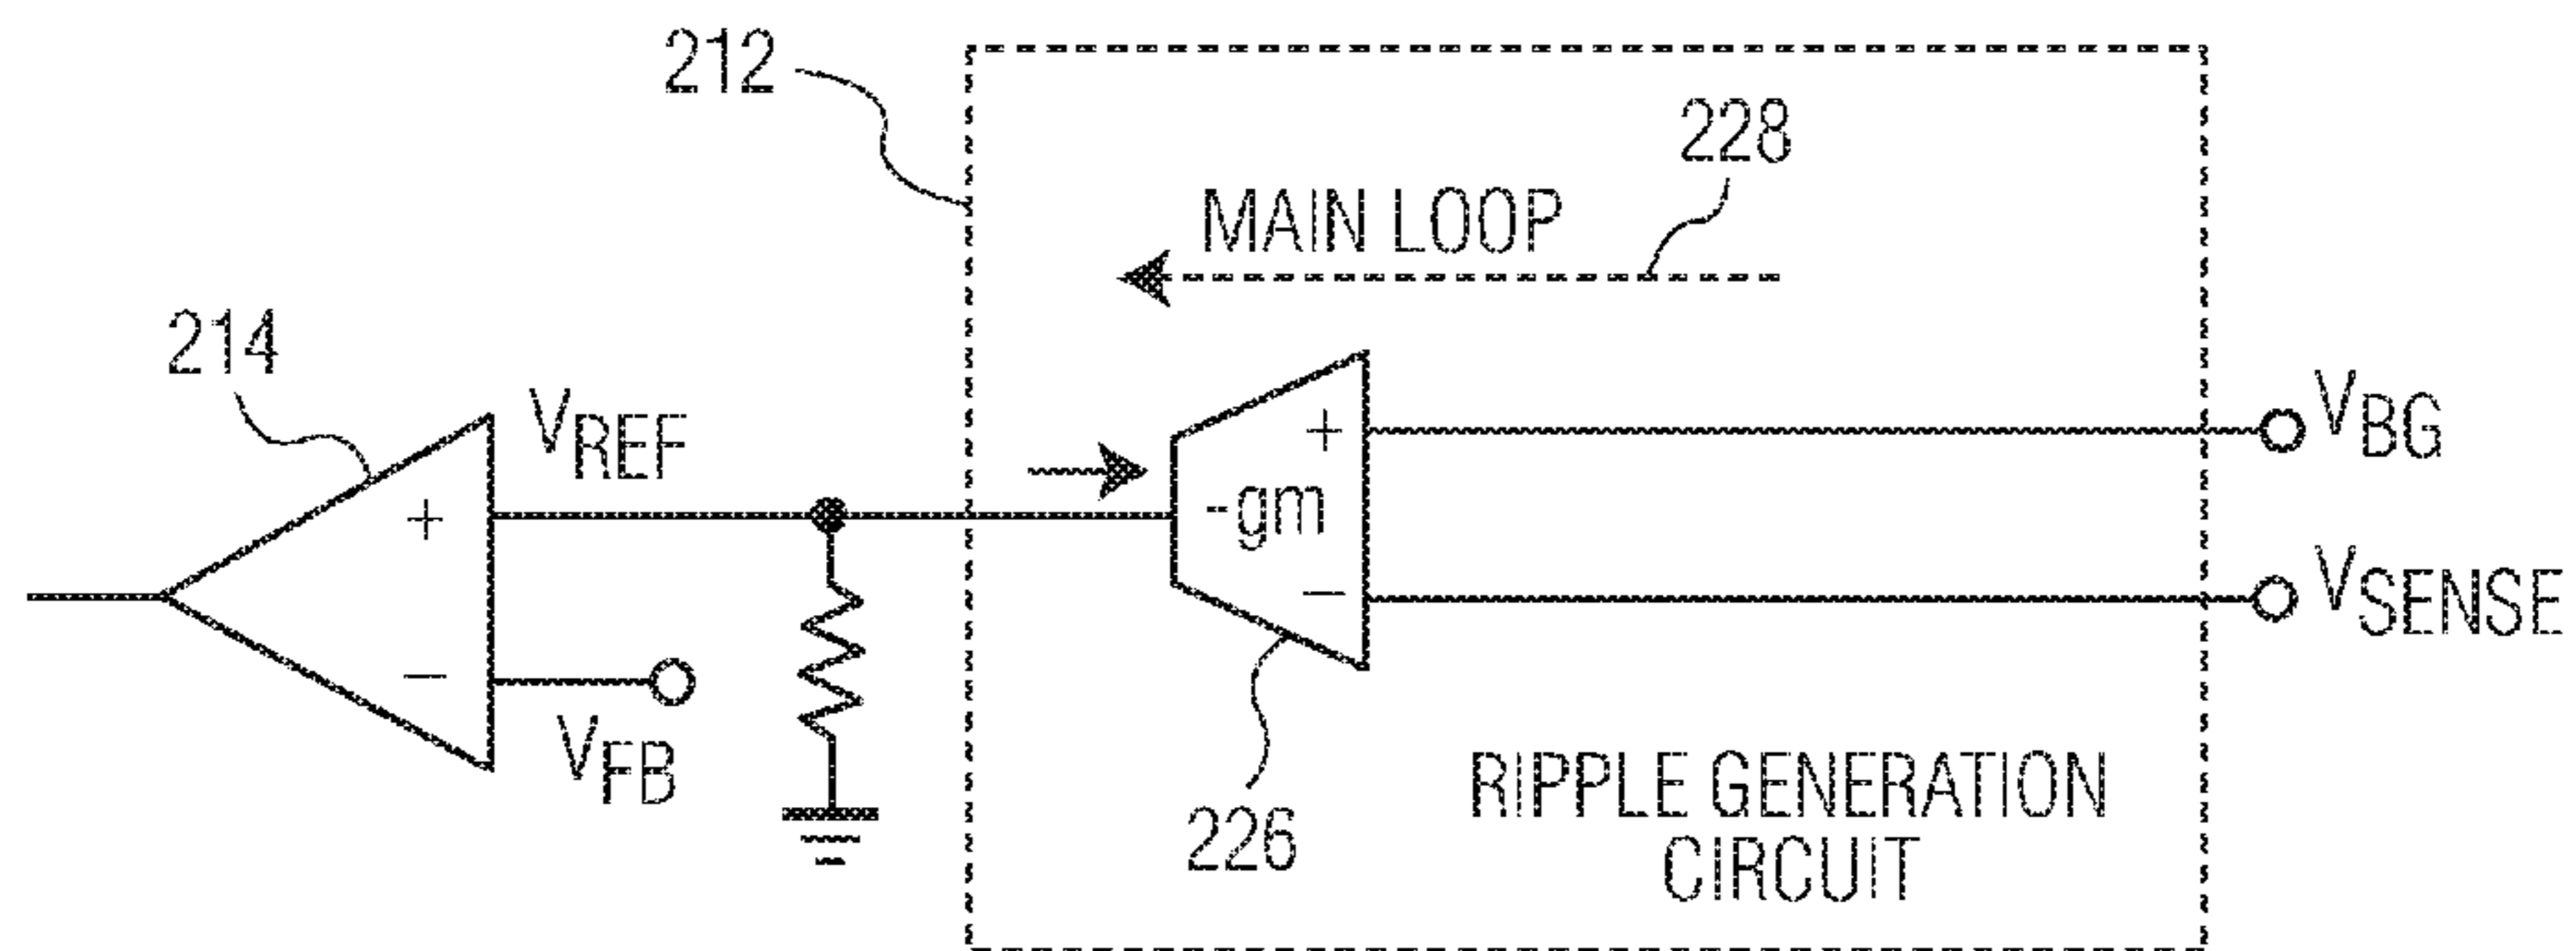 212
228
MAIN LOOP
214
VREF
+
+
VBG
-gm
−
VSENSE
−
VFB
226
RIPPLE GENERATION
CIRCUIT